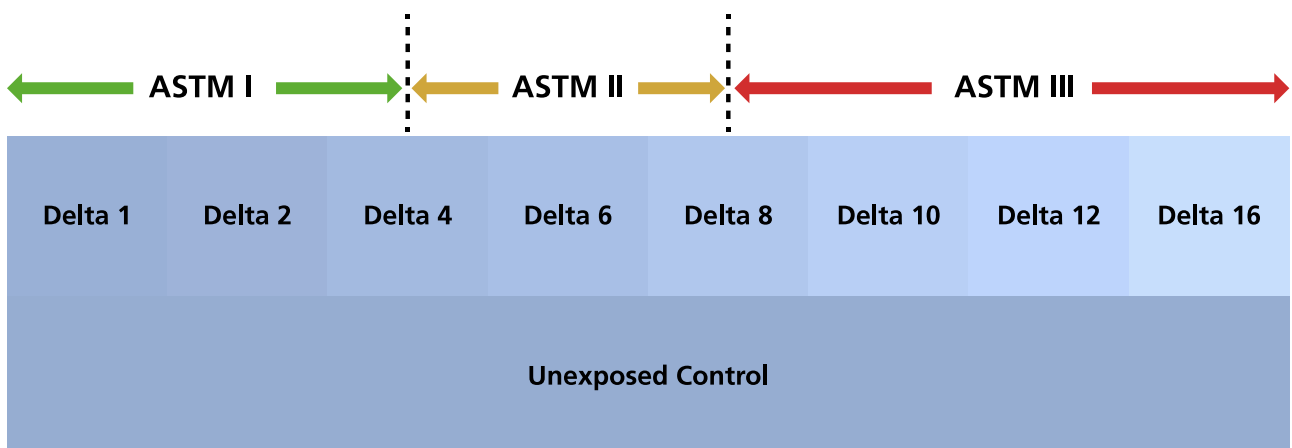 ASTM I ASTM II ASTM III
Delta 1 Delta 2 Delta 4 Delta 6 Delta 8 Delta 10 Delta 12 Delta 16
Unexposed Control